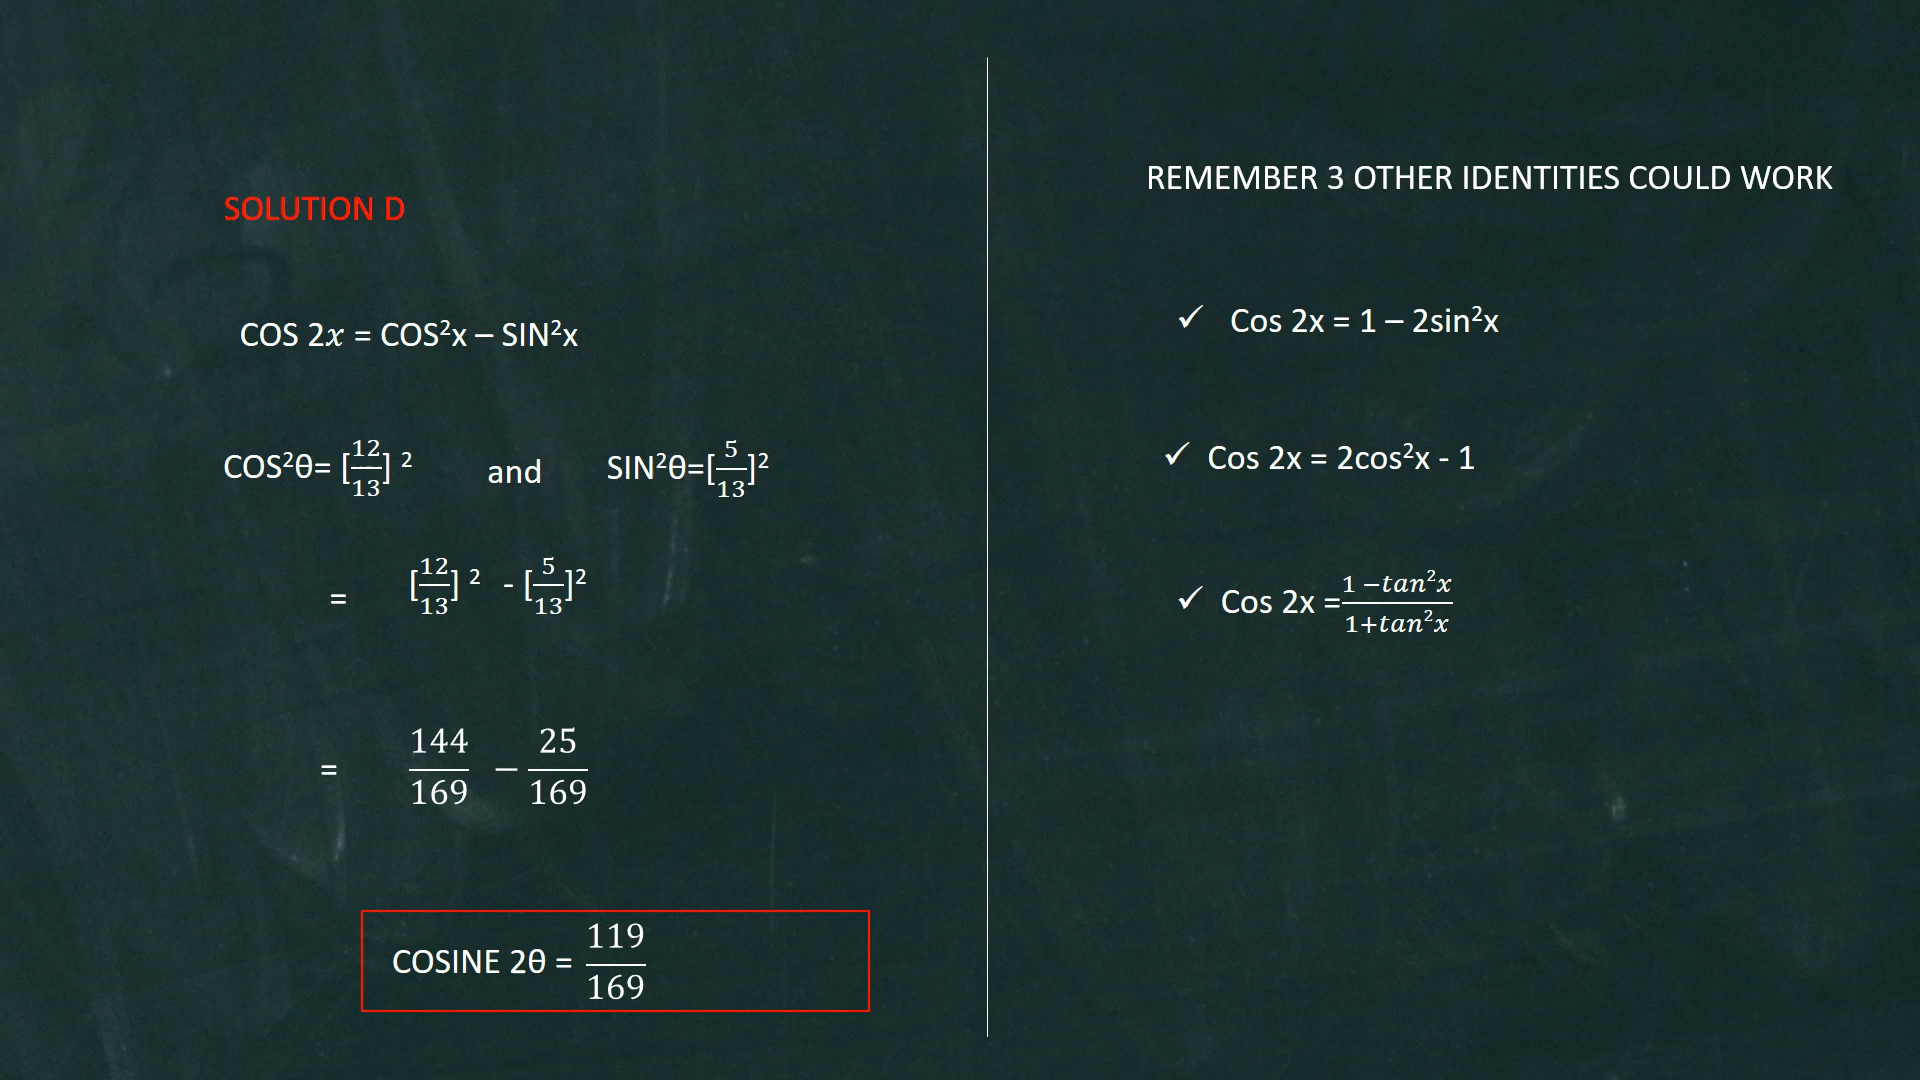 SOLUTION D
COS 2𝑥 = COS²x – SIN²x
COS²θ= [12/13] ² and SIN²θ=[5/13]²
= [12/13] ² - [5/13]²
= 144/169 − 25/169
COSINE 2θ = 119/169
REMEMBER 3 OTHER IDENTITIES COULD WORK
✓ Cos 2x = 1 – 2sin²x
✓ Cos 2x = 2cos²x - 1
✓ Cos 2x =(1 −tan²x)/(1+tan²x)